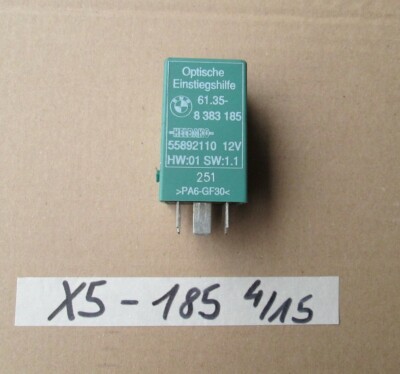 Optische
Einstiegshilfe
61.35-
8 383 185
55892110 12V
HW:01 SW:1.1
251
>PA6-GF30<
X5-185 4/15